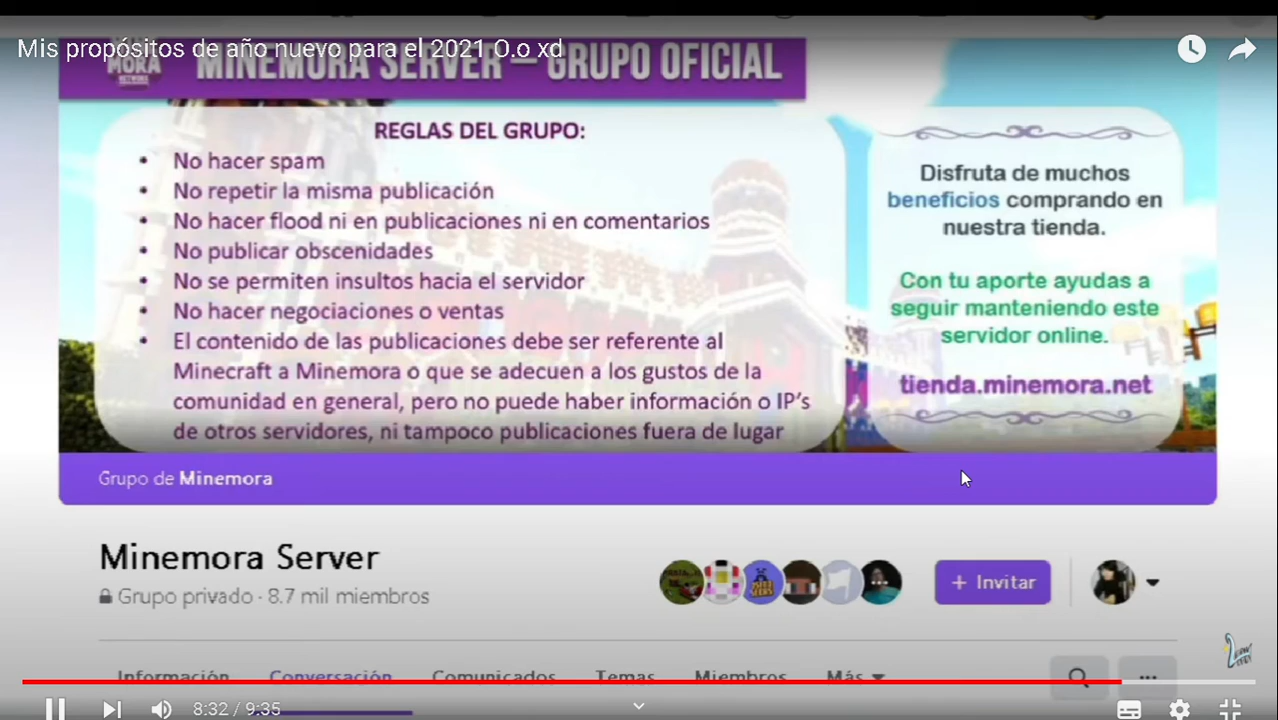 Mis propósitos de año nuevo para el 2021 O.o xd
MORA
MINEMORA SERVER – GRUPO OFICIAL
REGLAS DEL GRUPO:
• No hacer spam
• No repetir la misma publicación
• No hacer flood ni en publicaciones ni en comentarios
• No publicar obscenidades
• No se permiten insultos hacia el servidor
• No hacer negociaciones o ventas
• El contenido de las publicaciones debe ser referente al
Minecraft a Minemora o que se adecuen a los gustos de la
comunidad en general, pero no puede haber información o IP's
de otros servidores, ni tampoco publicaciones fuera de lugar
Disfruta de muchos
beneficios comprando en
nuestra tienda.
Con tu aporte ayudas a
seguir manteniendo este
servidor online.
tienda.minemora.net
Grupo de Minemora
Minemora Server
Grupo privado · 8.7 mil miembros
+ Invitar
Información Conversación Comunicados Temas Miembros Más
8:32 / 9:35